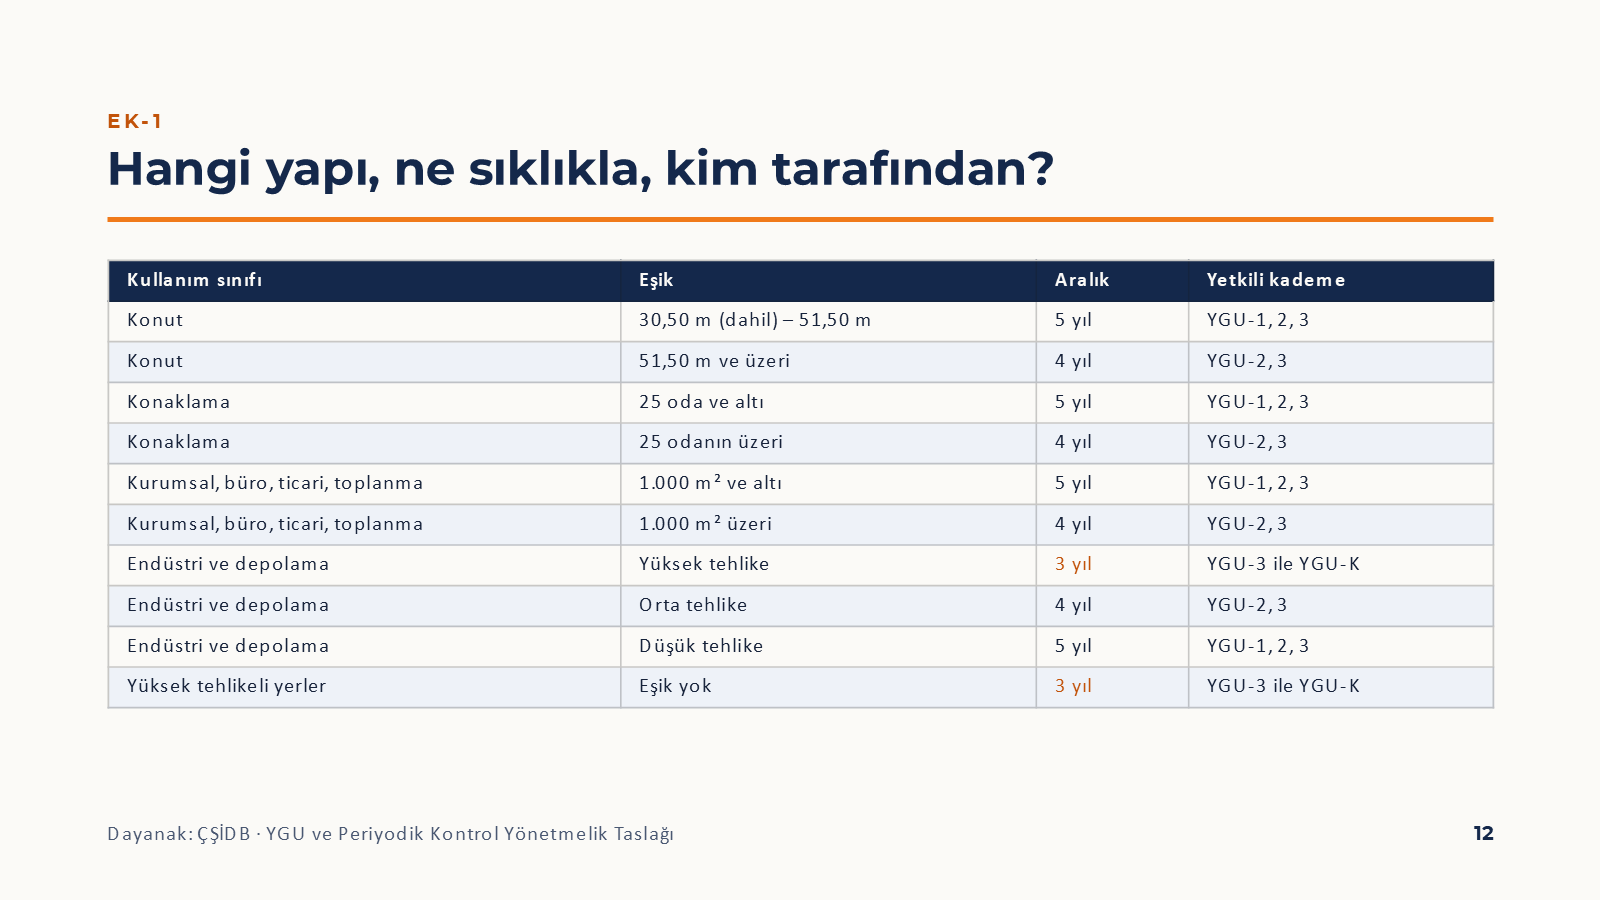 EK-1
Hangi yapı, ne sıklıkla, kim tarafından?
Kullanım sınıfı Eşik Aralık Yetkili kademe
Konut 30,50 m (dahil) – 51,50 m 5 yıl YGU-1, 2, 3
Konut 51,50 m ve üzeri 4 yıl YGU-2, 3
Konaklama 25 oda ve altı 5 yıl YGU-1, 2, 3
Konaklama 25 odanın üzeri 4 yıl YGU-2, 3
Kurumsal, büro, ticari, toplanma 1.000 m² ve altı 5 yıl YGU-1, 2, 3
Kurumsal, büro, ticari, toplanma 1.000 m² üzeri 4 yıl YGU-2, 3
Endüstri ve depolama Yüksek tehlike 3 yıl YGU-3 ile YGU-K
Endüstri ve depolama Orta tehlike 4 yıl YGU-2, 3
Endüstri ve depolama Düşük tehlike 5 yıl YGU-1, 2, 3
Yüksek tehlikeli yerler Eşik yok 3 yıl YGU-3 ile YGU-K
Dayanak: ÇŞİDB · YGU ve Periyodik Kontrol Yönetmelik Taslağı 12